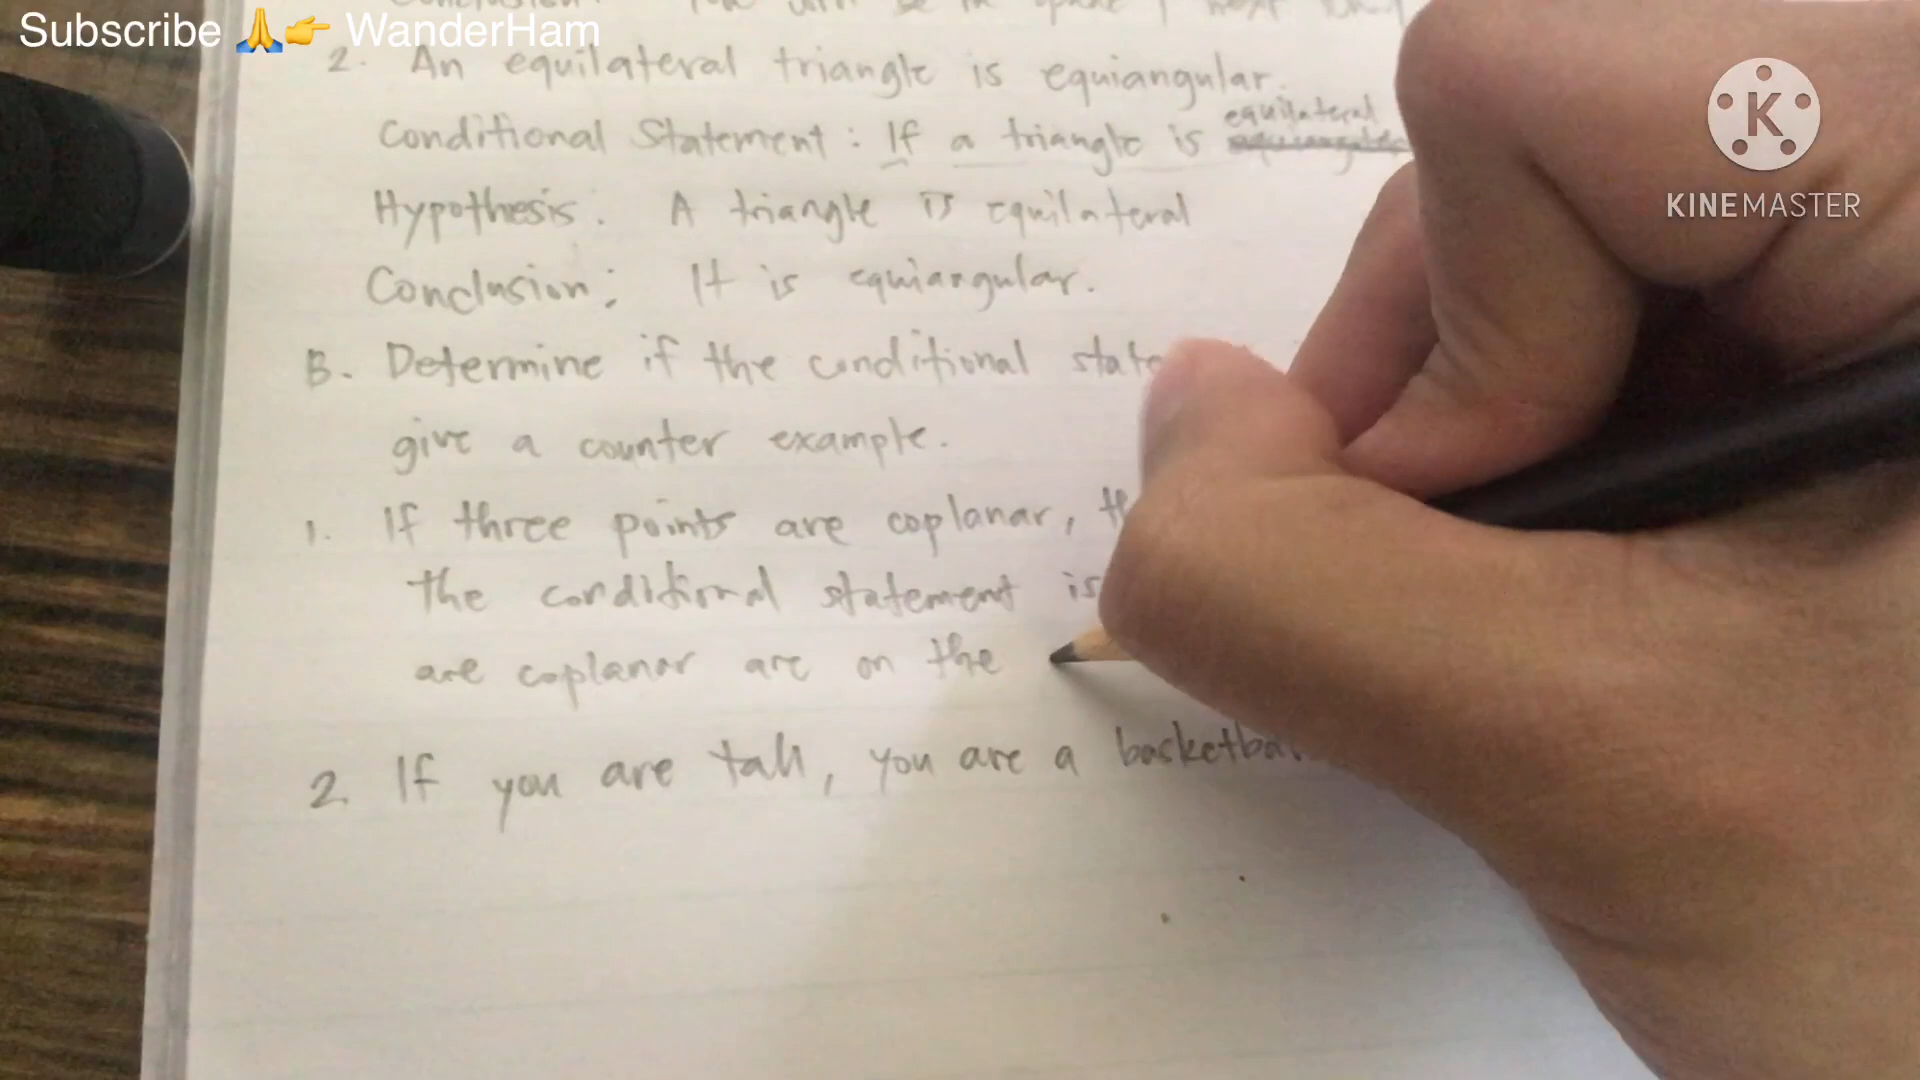 Subscribe 🙏👉 WanderHam
2. An equilateral triangle is equiangular.
equilateral
Conditional Statement: If a triangle is
Hypothesis: A triangle is equilateral
Conclusion: It is equiangular.
B. Determine if the conditional state
give a counter example.
1. If three points are coplanar, th
the conditional statement is
are coplanar are on the
2. If you are tall, you are a basketba
K
KINEMASTER